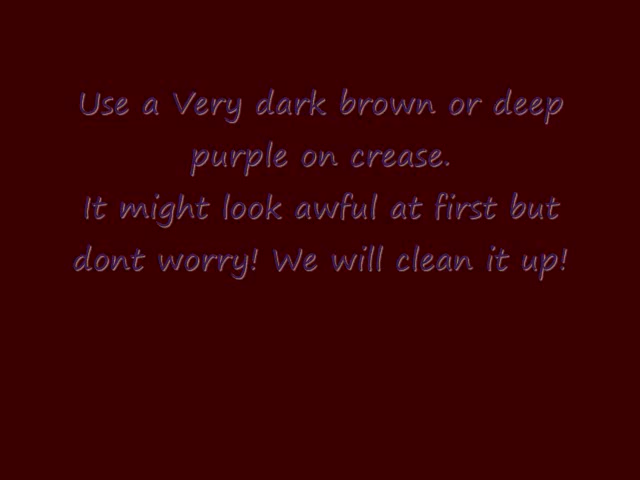 Use a Very dark brown or deep
purple on crease.
It might look awful at first but
dont worry! We will clean it up!